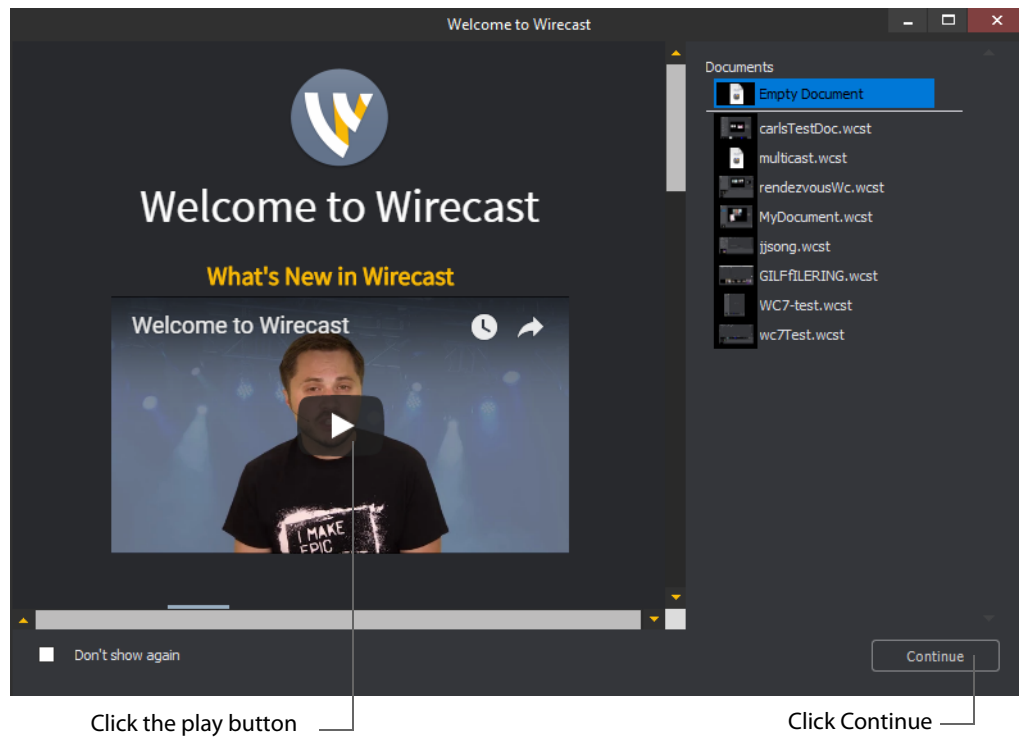 Welcome to Wirecast
Welcome to Wirecast
What's New in Wirecast
Welcome to Wirecast
I MAKE
EPIC
Don't show again
Documents
Empty Document
carlsTestDoc.wcst
multicast.wcst
rendezvousWc.wcst
MyDocument.wcst
jjsong.wcst
GILFfILERING.wcst
WC7-test.wcst
wc7Test.wcst
Continue
Click the play button
Click Continue